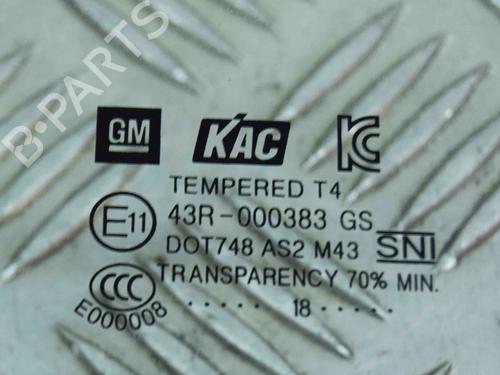 B·PARTS
GM KAC KC
TEMPERED T4
E11 43R-000383 GS
DOT748 AS2 M43 SNI
CCC TRANSPARENCY 70% MIN.
E000008 ..... 18 .....